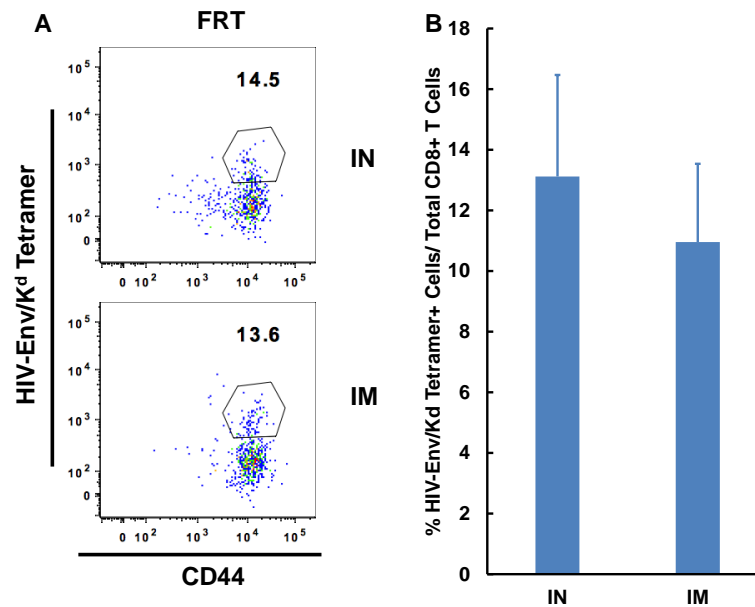 A
FRT
HIV-Env/Kᵈ Tetramer
10⁵
10⁴
10³
10²
0
14.5
IN
0 10² 10³ 10⁴ 10⁵
10⁵
10⁴
10³
10²
0
13.6
IM
0 10² 10³ 10⁴ 10⁵
CD44
B
% HIV-Env/Kd Tetramer+ Cells/ Total CD8+ T Cells
18
16
14
12
10
8
6
4
2
0
IN IM